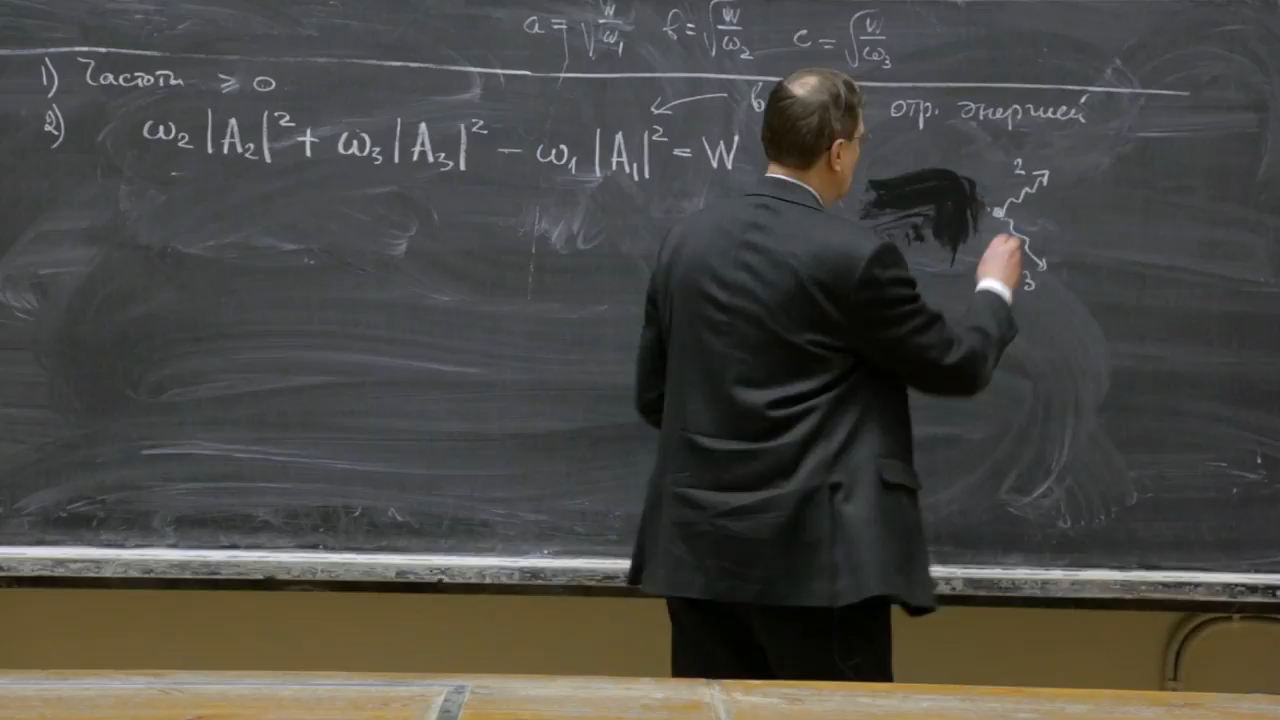 a = √W/ω₁ b = √W/ω₂ c = √W/ω₃
1) Частоты ⩾ 0
2) ω₂|A₂|² + ω₃|A₃|² − ω₁|A₁|² = W
отр. энергией
2
3